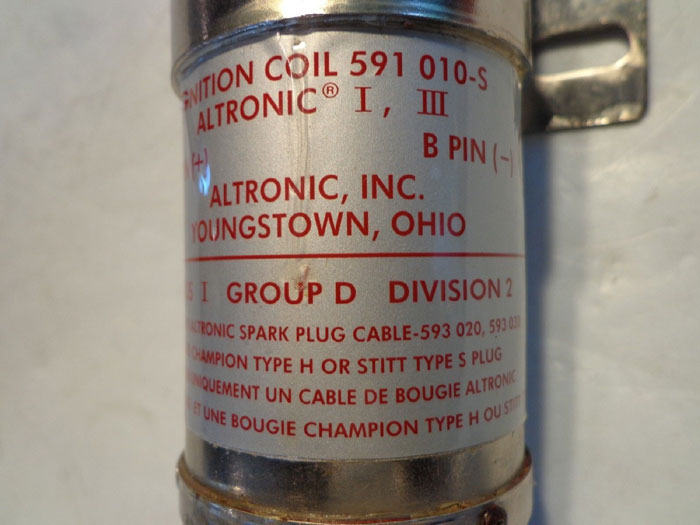 IGNITION COIL 591 010-S
ALTRONIC® I, III
(+) B PIN (-)
ALTRONIC, INC.
YOUNGSTOWN, OHIO
I GROUP D DIVISION 2
ALTRONIC SPARK PLUG CABLE-593 020, 593 030
CHAMPION TYPE H OR STITT TYPE S PLUG
UNIQUEMENT UN CABLE DE BOUGIE ALTRONIC
ET UNE BOUGIE CHAMPION TYPE H OU STITT